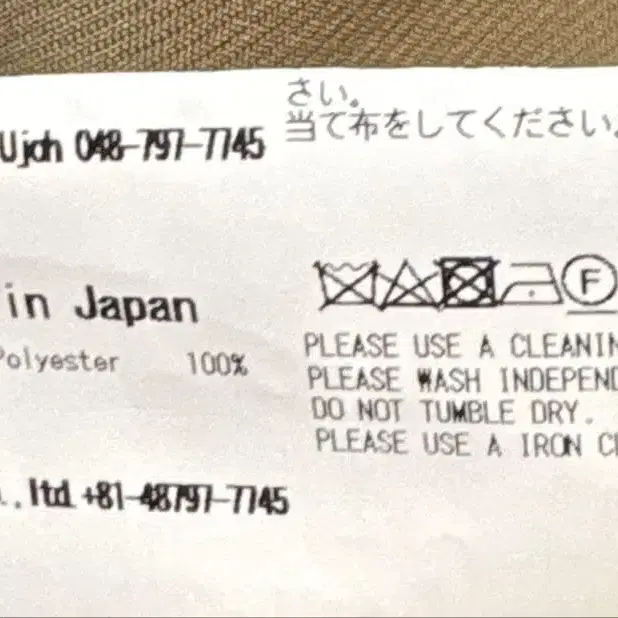 さい。
当て布をしてください。
Ujoh 048-797-7745
in Japan
Polyester 100%
., ltd +81-48797-7745
F
PLEASE USE A CLEANIN
PLEASE WASH INDEPEND
DO NOT TUMBLE DRY.
PLEASE USE A IRON CL